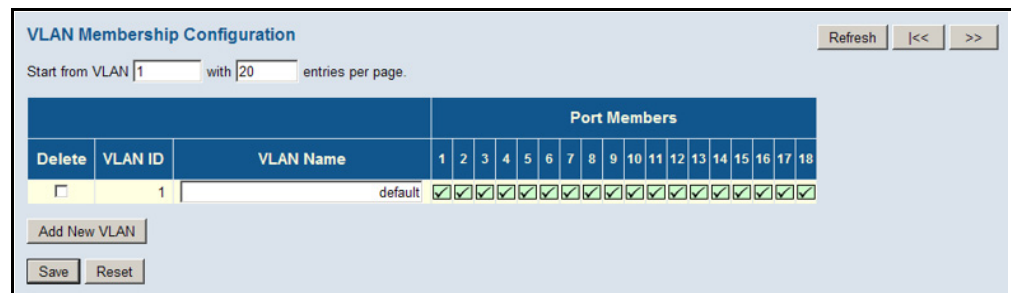 VLAN Membership Configuration
Refresh |<< >>
Start from VLAN 1 with 20 entries per page.
Port Members
Delete VLAN ID VLAN Name 1 2 3 4 5 6 7 8 9 10 11 12 13 14 15 16 17 18
1 default
Add New VLAN
Save Reset